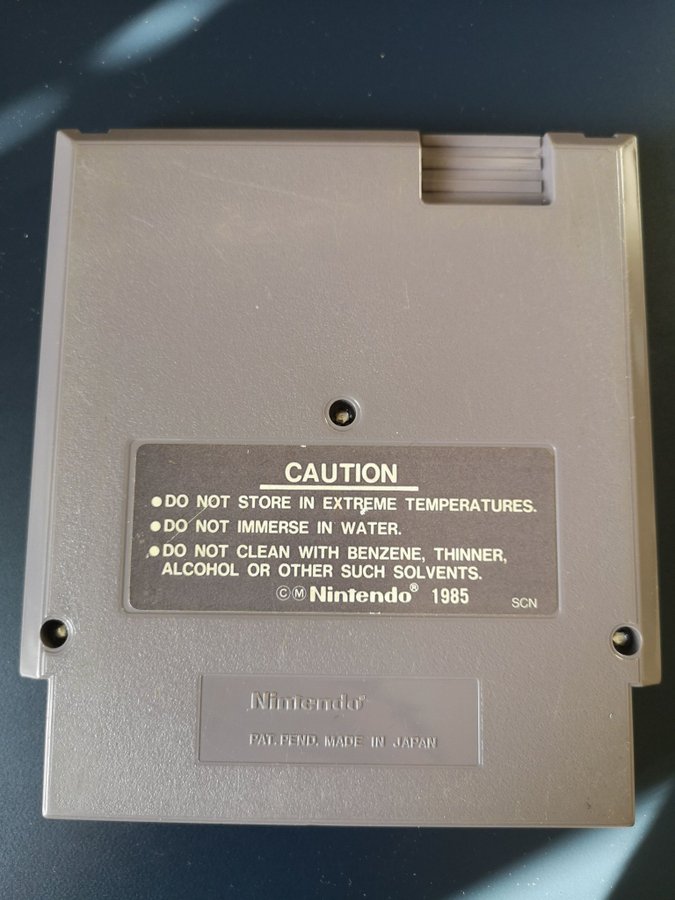 CAUTION
●DO NOT STORE IN EXTREME TEMPERATURES.
●DO NOT IMMERSE IN WATER.
●DO NOT CLEAN WITH BENZENE, THINNER,
ALCOHOL OR OTHER SUCH SOLVENTS.
©Ⓜ Nintendo® 1985 SCN
Nintendo®
PAT. PEND. MADE IN JAPAN